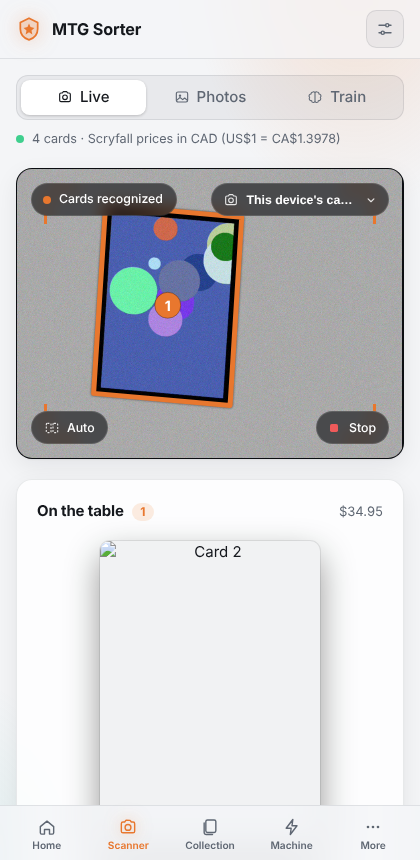 MTG Sorter
Live
Photos
Train
4 cards · Scryfall prices in CAD (US$1 = CA$1.3978)
Cards recognized
This device's ca...
1
Auto
Stop
On the table 1
$34.95
Card 2
Home
Scanner
Collection
Machine
More